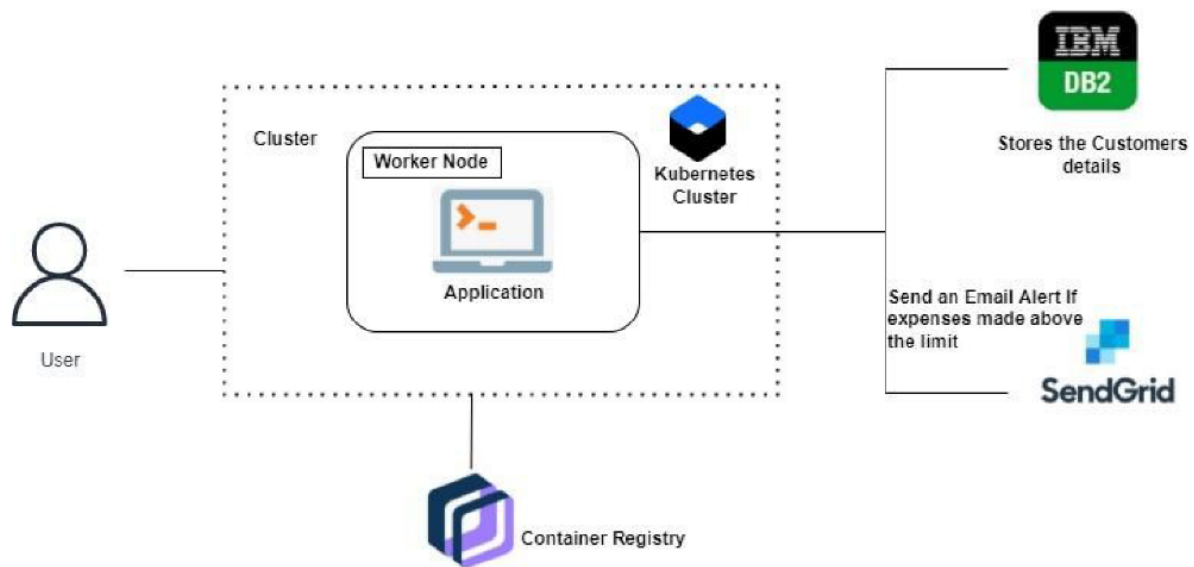 IBM
DB2
Stores the Customers
details
Cluster
Worker Node
Kubernetes
Cluster
Application
User
Send an Email Alert If
expenses made above
the limit
SendGrid
Container Registry